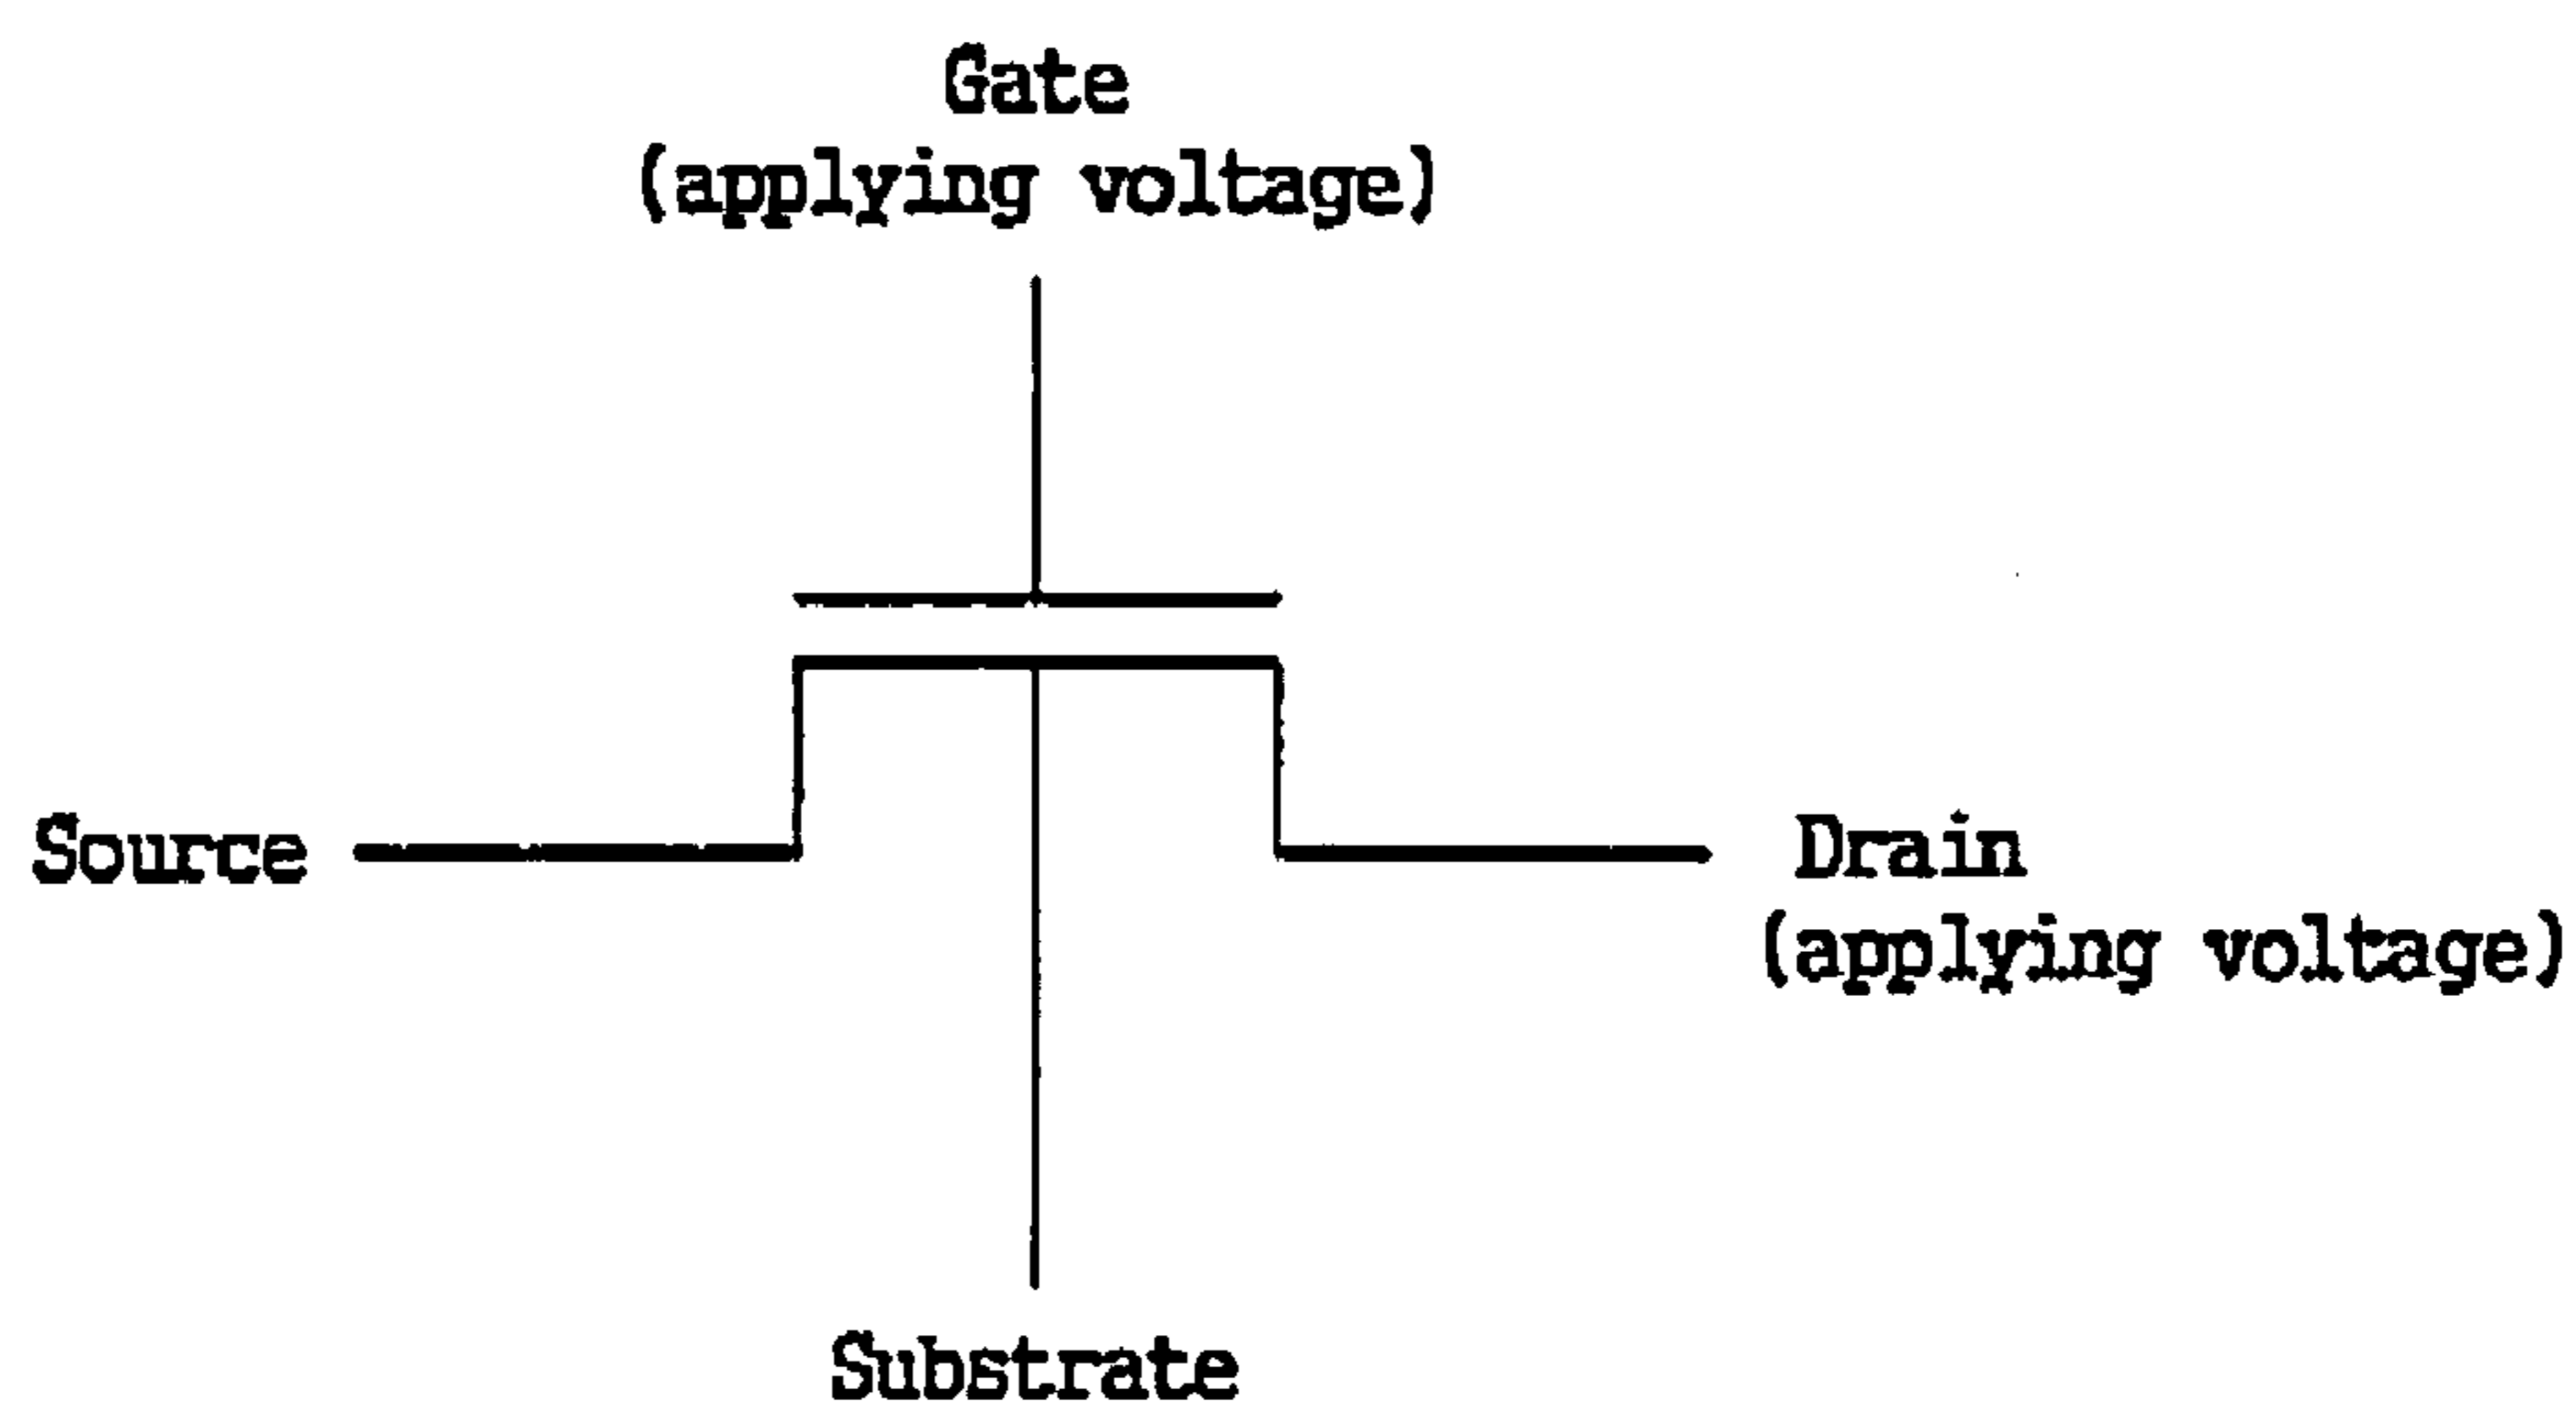 Gate
(applying voltage)
Source
Drain
(applying voltage)
Substrate